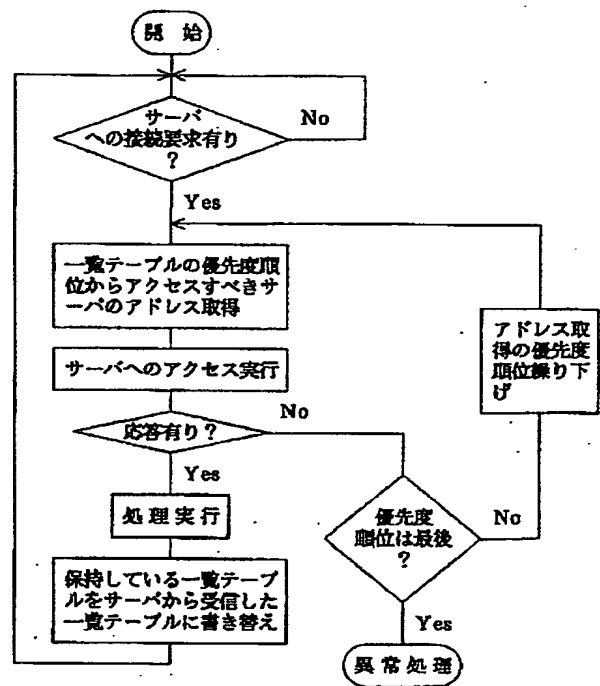 開 始
サーバ
への接続要求有り
?
No
Yes
一覧テーブルの優先度順
位からアクセスすべきサ
ーバのアドレス取得
アドレス取
得の優先度
順位繰り下
げ
サーバへのアクセス実行
応答有り?
No
Yes
処 理 実 行
優先度
順位は最後
?
No
保持している一覧テーブ
ルをサーバから受信した
一覧テーブルに書き替え
Yes
異 常 処 理